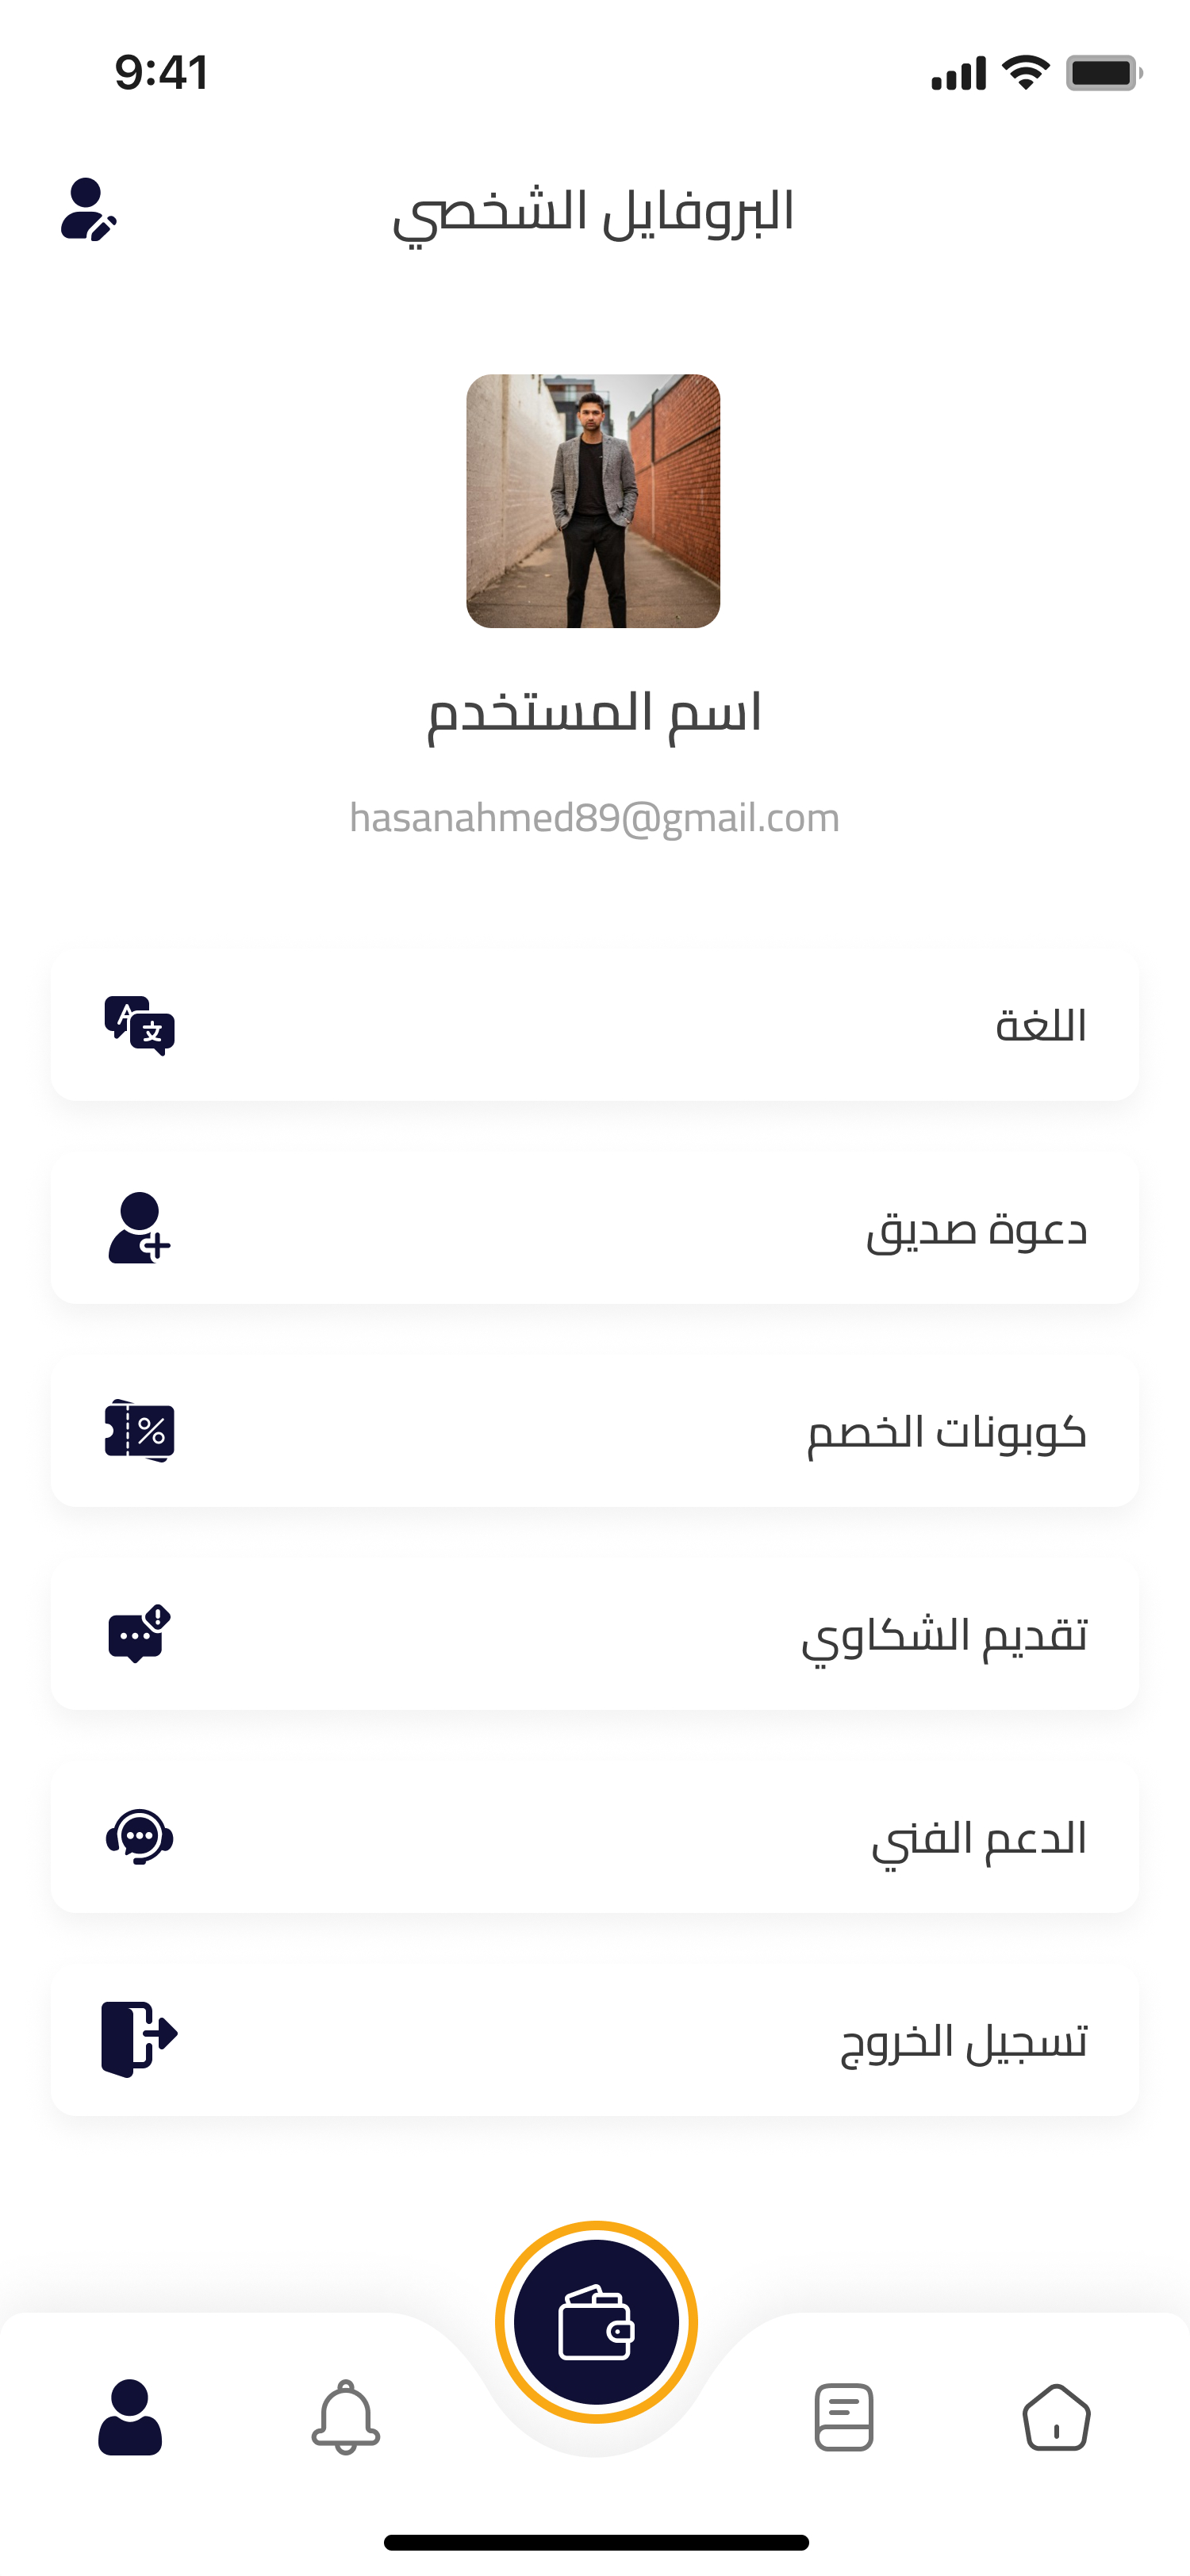 9:41
البروفايل الشخصي
اسم المستخدم
hasanahmed89@gmail.com
اللغة
دعوة صديق
كوبونات الخصم
تقديم الشكاوي
الدعم الفني
تسجيل الخروج